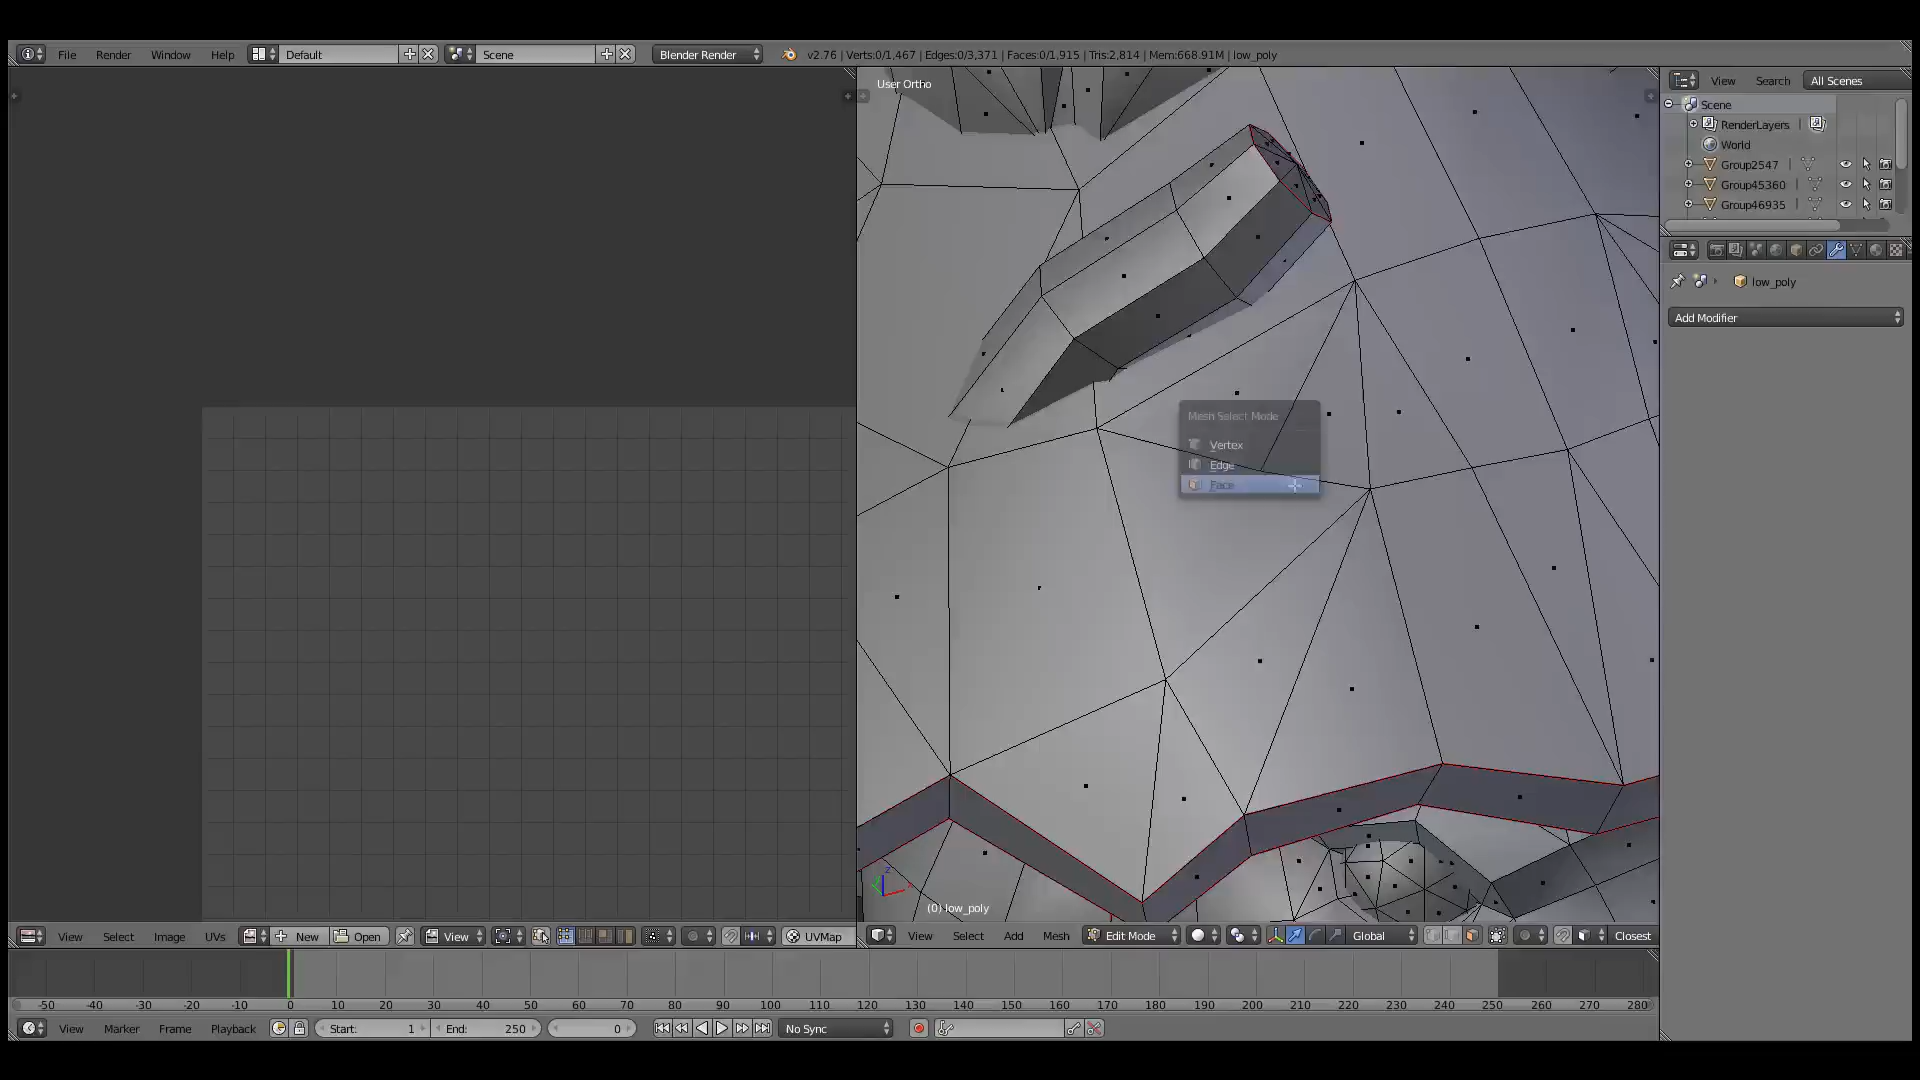 File Render Window Help Default Scene Blender Render v2.76 | Verts:0/1,467 | Edges:0/3,371 | Faces:0/1,915 | Tris:2,814 | Mem:668.91M | low_poly
User Ortho
View Search All Scenes
Scene
RenderLayers
World
Group2547
Group45360
Group46935
low_poly
Add Modifier
Mesh Select Mode
Vertex
Edge
Face
z
(0) low_poly
View Select Image UVs New Open View UVMap
View Select Add Mesh Edit Mode Global Closest
-50 -40 -30 -20 -10 0 10 20 30 40 50 60 70 80 90 100 110 120 130 140 150 160 170 180 190 200 210 220 230 240 250 260 270 280
View Marker Frame Playback Start: 1 End: 250 0 No Sync